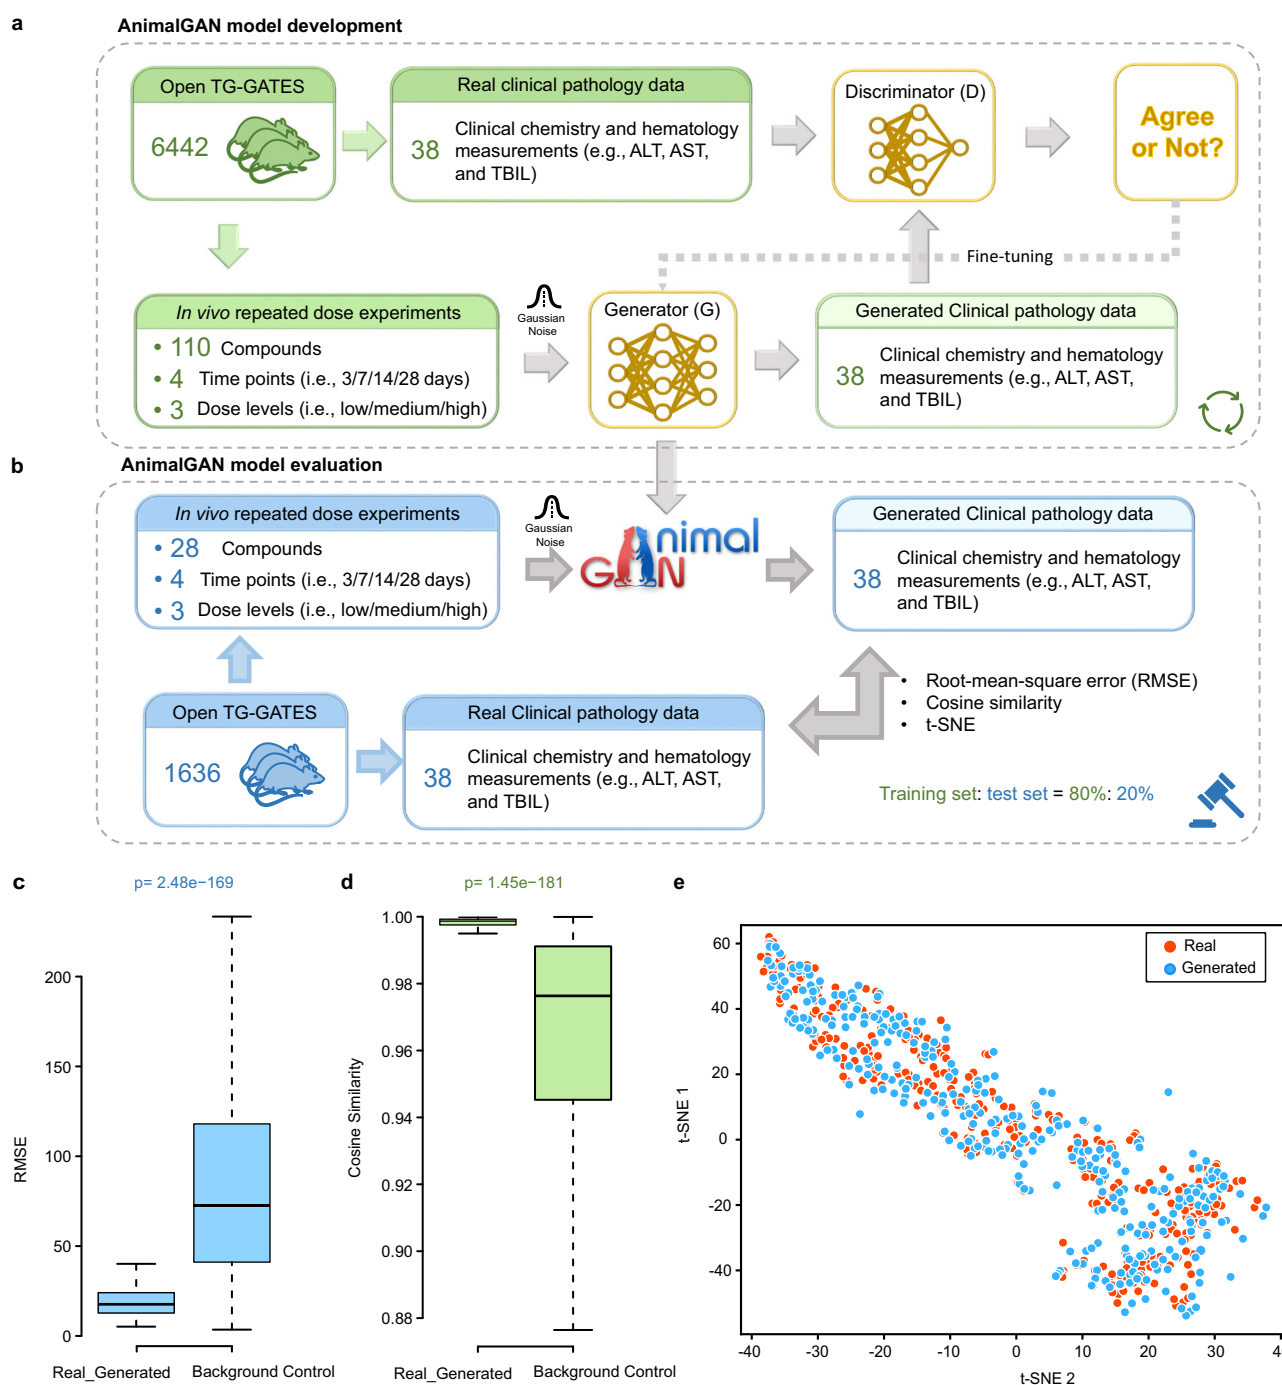 a
AnimalGAN model development
Open TG-GATES
6442
Real clinical pathology data
38
Clinical chemistry and hematology
measurements (e.g., ALT, AST,
and TBIL)
Discriminator (D)
Agree
or Not?
Fine-tuning
In vivo repeated dose experiments
• 110 Compounds
• 4 Time points (i.e., 3/7/14/28 days)
• 3 Dose levels (i.e., low/medium/high)
Gaussian
Noise
Generator (G)
Generated Clinical pathology data
38
Clinical chemistry and hematology
measurements (e.g., ALT, AST,
and TBIL)
b
AnimalGAN model evaluation
In vivo repeated dose experiments
• 28 Compounds
• 4 Time points (i.e., 3/7/14/28 days)
• 3 Dose levels (i.e., low/medium/high)
Gaussian
Noise
Animal
GAN
Generated Clinical pathology data
38
Clinical chemistry and hematology
measurements (e.g., ALT, AST,
and TBIL)
Open TG-GATES
1636
Real Clinical pathology data
38
Clinical chemistry and hematology
measurements (e.g., ALT, AST,
and TBIL)
• Root-mean-square error (RMSE)
• Cosine similarity
• t-SNE
Training set: test set = 80%: 20%
c
p= 2.48e−169
RMSE
200
150
100
50
0
Real_Generated
Background Control
d
p= 1.45e−181
Cosine Similarity
1.00
0.98
0.96
0.94
0.92
0.90
0.88
Real_Generated
Background Control
e
Real
Generated
t-SNE 1
60
40
20
0
-20
-40
-40 -30 -20 -10 0 10 20 30 40
t-SNE 2